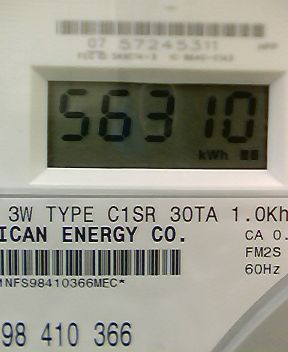 07 57245311
56310
kWh
3W TYPE C1SR 30TA 1.0Kh
ICAN ENERGY CO. CA 0.
FM2S
60Hz
NFS98410366MEC*
98 410 366